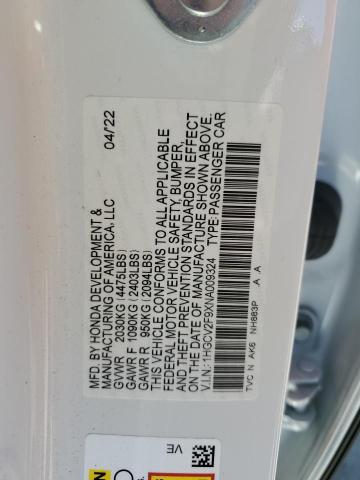 MFD. BY HONDA DEVELOPMENT & 04/22
MANUFACTURING OF AMERICA, LLC
GVWR 2030KG (4475LBS)
GAWR F 1090KG (2403LBS)
GAWR R 950KG (2094LBS)
THIS VEHICLE CONFORMS TO ALL APPLICABLE
FEDERAL MOTOR VEHICLE SAFETY, BUMPER,
AND THEFT PREVENTION STANDARDS IN EFFECT
ON THE DATE OF MANUFACTURE SHOWN ABOVE.
V.I.N.: 1HGCV2F9XNA009324 TYPE: PASSENGER CAR
TVC N AK6 NH883P A A
VE